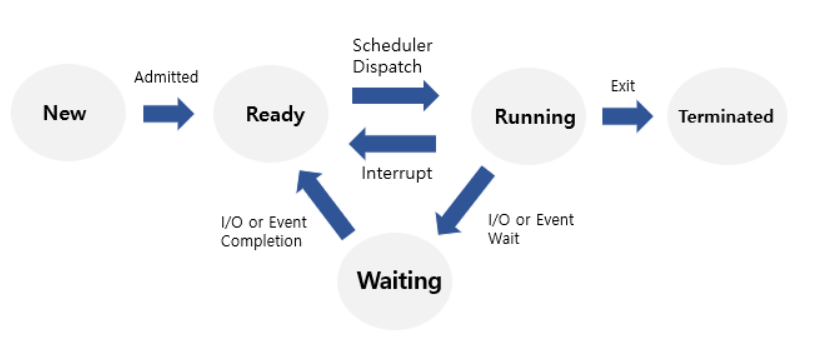 Scheduler
Dispatch
Admitted
Exit
New
Ready
Running
Terminated
Interrupt
I/O or Event
Completion
I/O or Event
Wait
Waiting